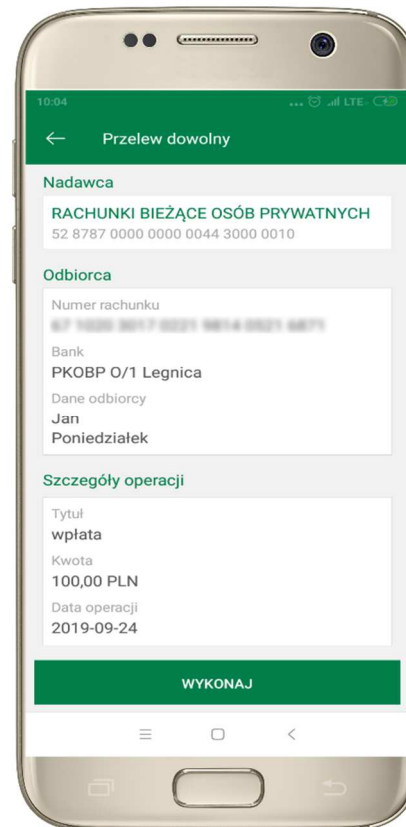 10:04 ... LTE
Przelew dowolny
Nadawca
RACHUNKI BIEŻĄCE OSÓB PRYWATNYCH
52 8787 0000 0000 0044 3000 0010
Odbiorca
Numer rachunku
Bank
PKOBP O/1 Legnica
Dane odbiorcy
Jan
Poniedziałek
Szczegóły operacji
Tytuł
wpłata
Kwota
100,00 PLN
Data operacji
2019-09-24
WYKONAJ